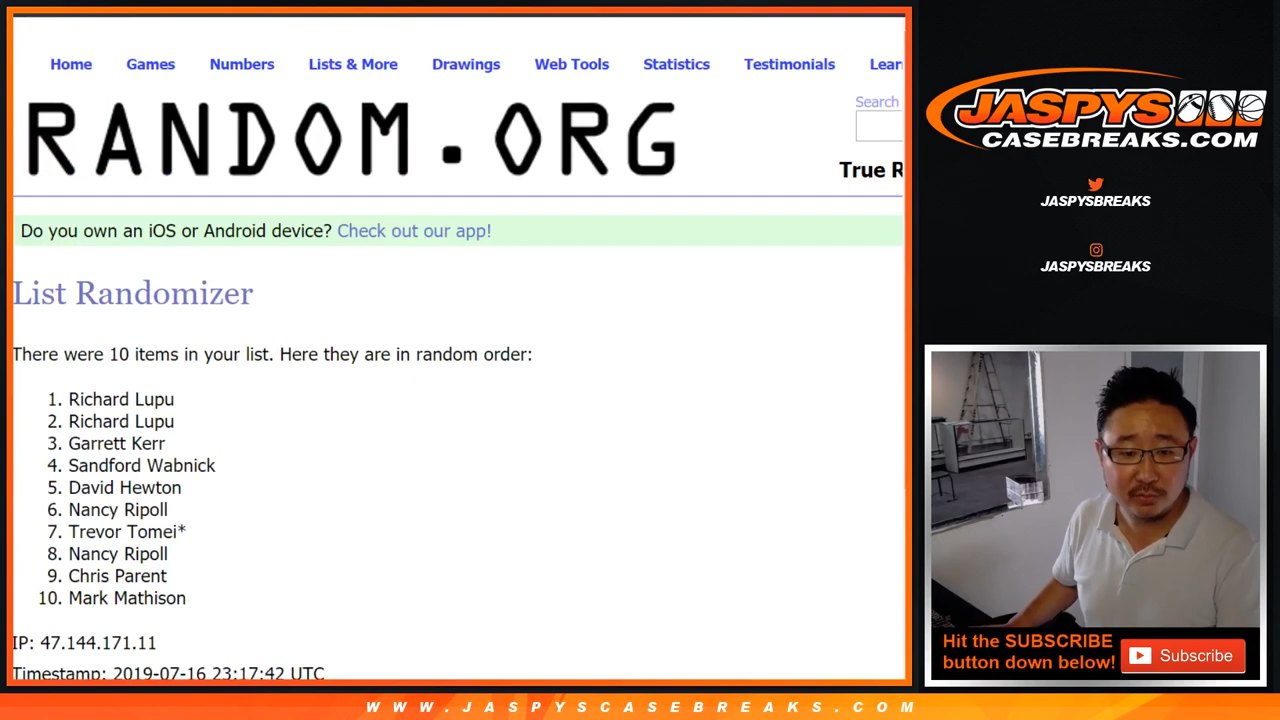 Home Games Numbers Lists & More Drawings Web Tools Statistics Testimonials Lear
RANDOM.ORG
Search
True R
Do you own an iOS or Android device? Check out our app!
List Randomizer
There were 10 items in your list. Here they are in random order:
1. Richard Lupu
2. Richard Lupu
3. Garrett Kerr
4. Sandford Wabnick
5. David Hewton
6. Nancy Ripoll
7. Trevor Tomei*
8. Nancy Ripoll
9. Chris Parent
10. Mark Mathison
IP: 47.144.171.11
Timestamp: 2019-07-16 23:17:42 UTC
JASPYS
CASEBREAKS.COM
JASPYSBREAKS
JASPYSBREAKS
Hit the SUBSCRIBE
button down below!
Subscribe
WWW.JASPYSCASEBREAKS.COM